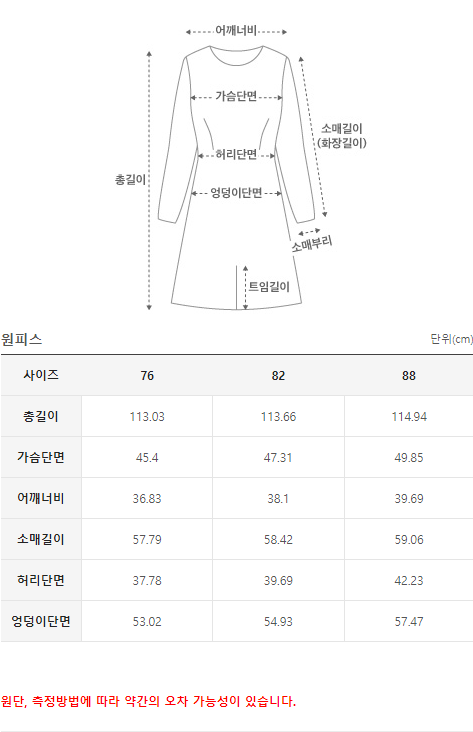 어깨너비
가슴단면
소매길이
(화장길이)
허리단면
총길이
엉덩이단면
소매부리
트임길이
원피스 단위(cm)
사이즈 76 82 88
총길이 113.03 113.66 114.94
가슴단면 45.4 47.31 49.85
어깨너비 36.83 38.1 39.69
소매길이 57.79 58.42 59.06
허리단면 37.78 39.69 42.23
엉덩이단면 53.02 54.93 57.47
원단, 측정방법에 따라 약간의 오차 가능성이 있습니다.